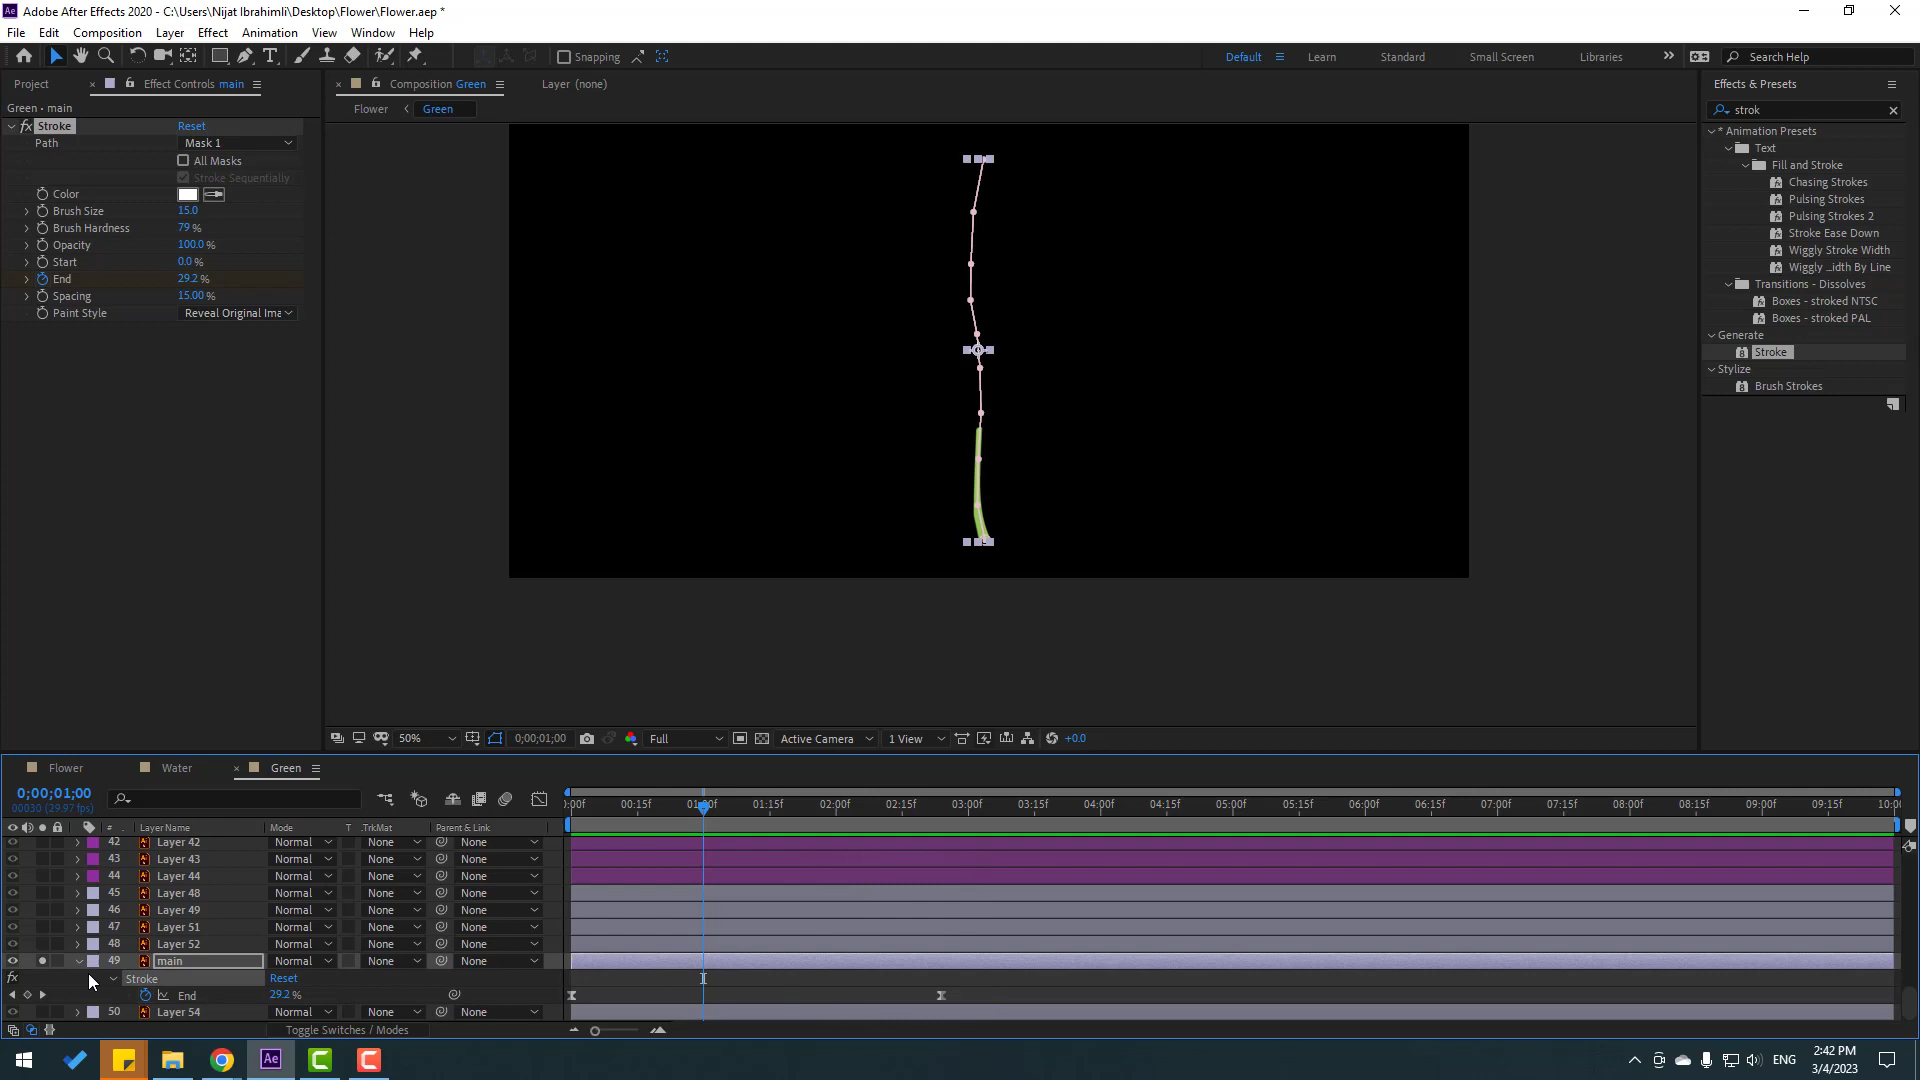 Adobe After Effects 2020 - C:\Users\Nijat Ibrahimli\Desktop\Flower\Flower.aep *
File Edit Composition Layer Effect Animation View Window Help
Snapping Default Learn Standard Small Screen Libraries Search Help
Project Effect Controls main
Green • main
Stroke Reset
Path Mask 1
All Masks
Stroke Sequentially
Color
Brush Size 15.0
Brush Hardness 79 %
Opacity 100.0 %
Start 0.0 %
End 29.2 %
Spacing 15.00 %
Paint Style Reveal Original Ima
Composition Green Layer (none)
Flower Green
50% 0;00;01;00 Full Active Camera 1 View +0.0
Effects & Presets
strok
* Animation Presets
Text
Fill and Stroke
Chasing Strokes
Pulsing Strokes
Pulsing Strokes 2
Stroke Ease Down
Wiggly Stroke Width
Wiggly ...idth By Line
Transitions - Dissolves
Boxes - stroked NTSC
Boxes - stroked PAL
Generate
Stroke
Stylize
Brush Strokes
Flower Water Green
0;00;01;00
00030 (29.97 fps)
:00f 00:15f 01:00f 01:15f 02:00f 02:15f 03:00f 03:15f 04:00f 04:15f 05:00f 05:15f 06:00f 06:15f 07:00f 07:15f 08:00f 08:15f 09:00f 09:15f 10:00
# Layer Name Mode T .TrkMat Parent & Link
42 Layer 42 Normal None None
43 Layer 43 Normal None None
44 Layer 44 Normal None None
45 Layer 48 Normal None None
46 Layer 49 Normal None None
47 Layer 51 Normal None None
48 Layer 52 Normal None None
49 main Normal None None
fx Stroke Reset
End 29.2 %
50 Layer 54 Normal None None
Toggle Switches / Modes
ENG 2:42 PM
3/4/2023